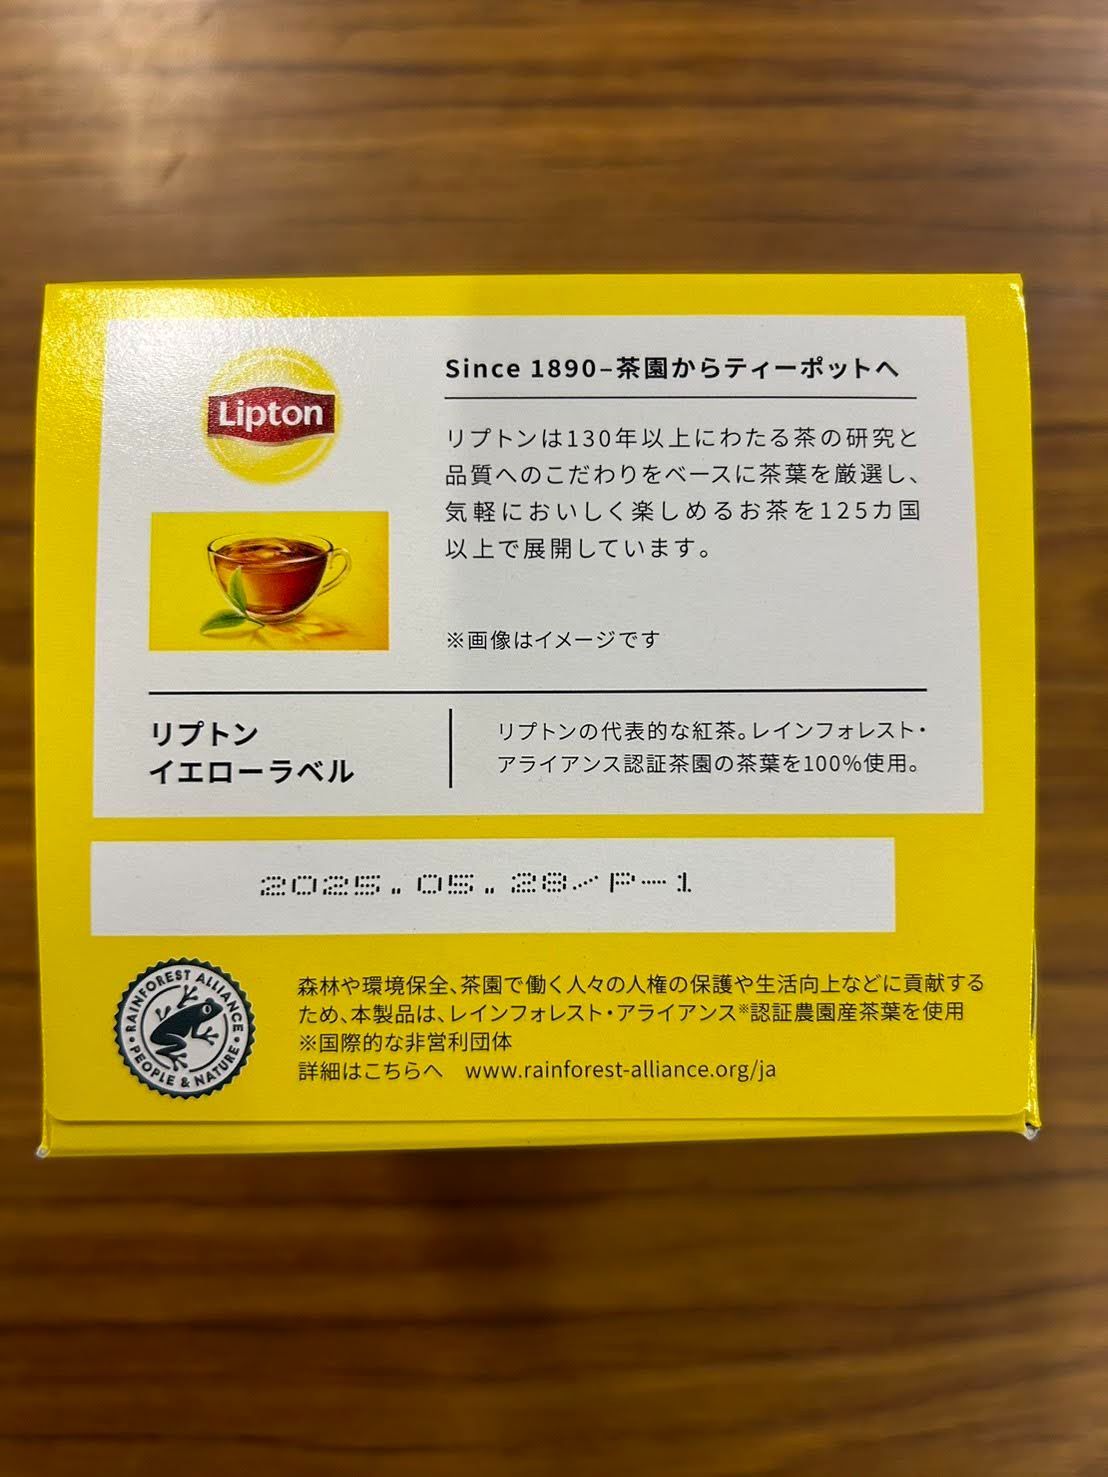 Lipton
Since 1890–茶園からティーポットへ
リプトンは130年以上にわたる茶の研究と
品質へのこだわりをベースに茶葉を厳選し、
気軽においしく楽しめるお茶を125カ国
以上で展開しています。
※画像はイメージです
リプトン
イエローラベル
リプトンの代表的な紅茶。レインフォレスト・
アライアンス認証茶園の茶葉を100%使用。
2025.05.28/P-1
RAINFOREST ALLIANCE
PEOPLE & NATURE
森林や環境保全、茶園で働く人々の人権の保護や生活向上などに貢献する
ため、本製品は、レインフォレスト・アライアンス※認証農園産茶葉を使用
※国際的な非営利団体
詳細はこちらへ www.rainforest-alliance.org/ja